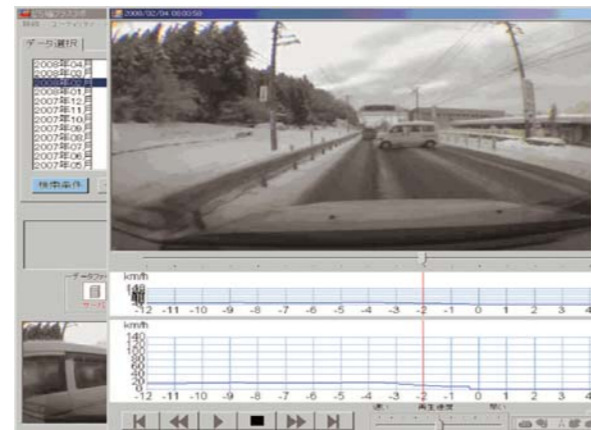 2008/02/04 08:00:50
データ選択
2008年04月
2008年03月
2008年02月
2008年01月
2007年12月
2007年11月
2007年10月
2007年09月
2007年08月
2007年07月
2007年06月
2007年05月
検索条件
km/h
140
-12 -11 -10 -9 -8 -7 -6 -5 -4 -3 -2 -1 0 1 2 3 4
km/h
140
120
100
80
60
40
20
0
-12 -11 -10 -9 -8 -7 -6 -5 -4 -3 -2 -1 0 1 2 3 4
遅い 再生速度 早い